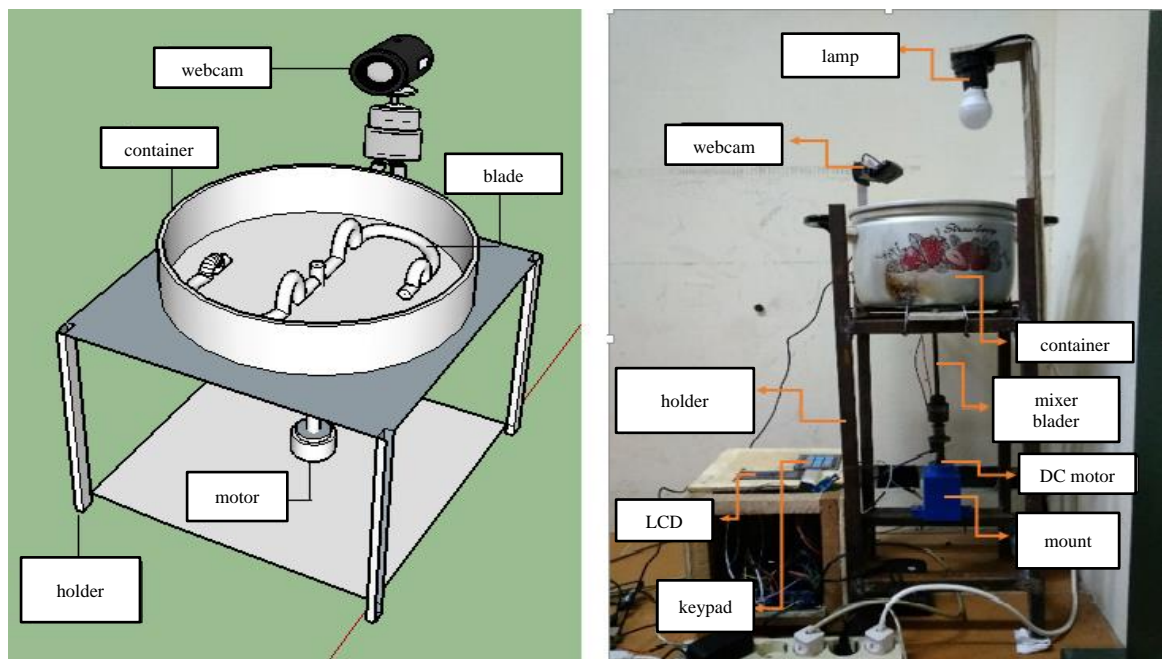 webcam
container
blade
motor
holder
lamp
webcam
Strawberry
container
holder
mixer
blader
DC motor
LCD
mount
keypad